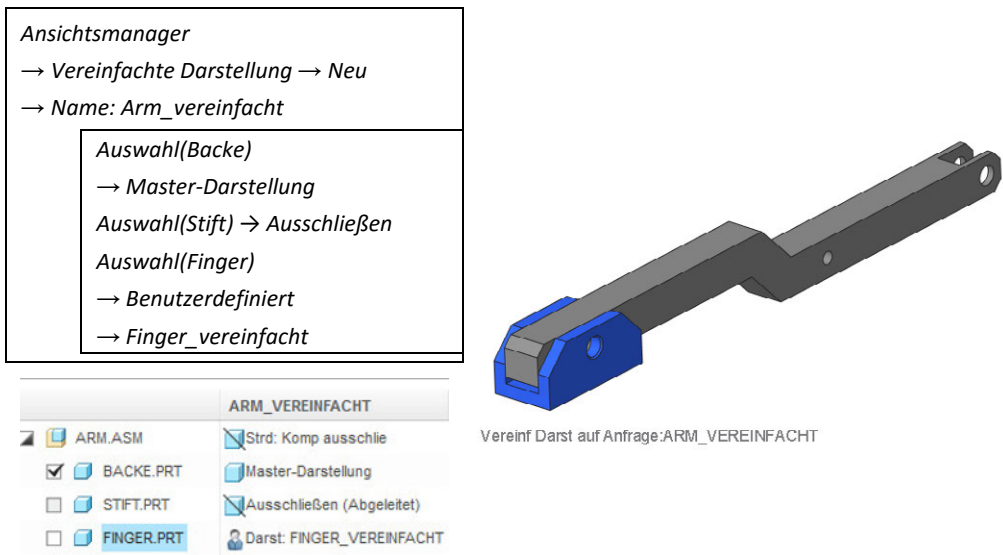 Ansichtsmanager
→ Vereinfachte Darstellung → Neu
→ Name: Arm_vereinfacht
Auswahl(Backe)
→ Master-Darstellung
Auswahl(Stift) → Ausschließen
Auswahl(Finger)
→ Benutzerdefiniert
→ Finger_vereinfacht
ARM_VEREINFACHT
ARM.ASM Strd: Komp ausschlie
BACKE.PRT Master-Darstellung
STIFT.PRT Ausschließen (Abgeleitet)
FINGER.PRT Darst: FINGER_VEREINFACHT
Vereinf Darst auf Anfrage:ARM_VEREINFACHT